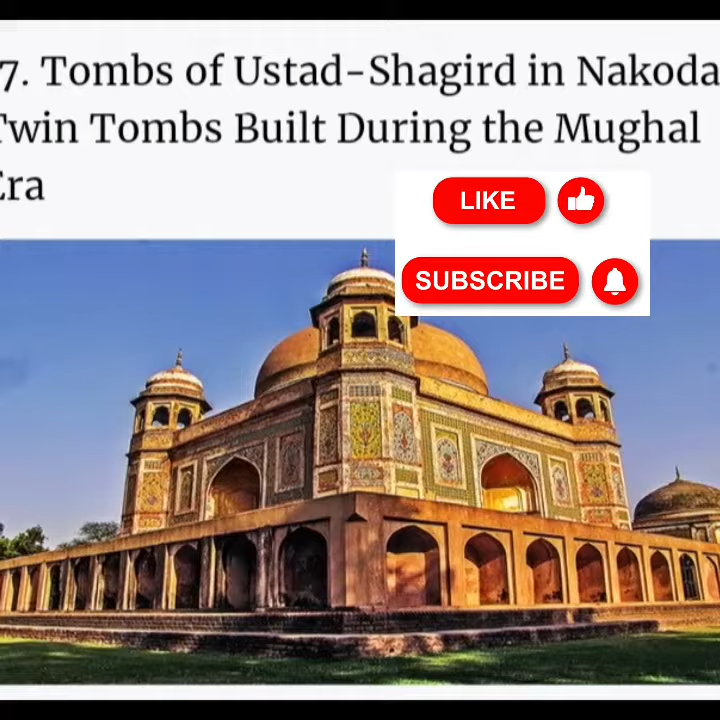 7. Tombs of Ustad-Shagird in Nakoda
Twin Tombs Built During the Mughal
Era
LIKE
SUBSCRIBE